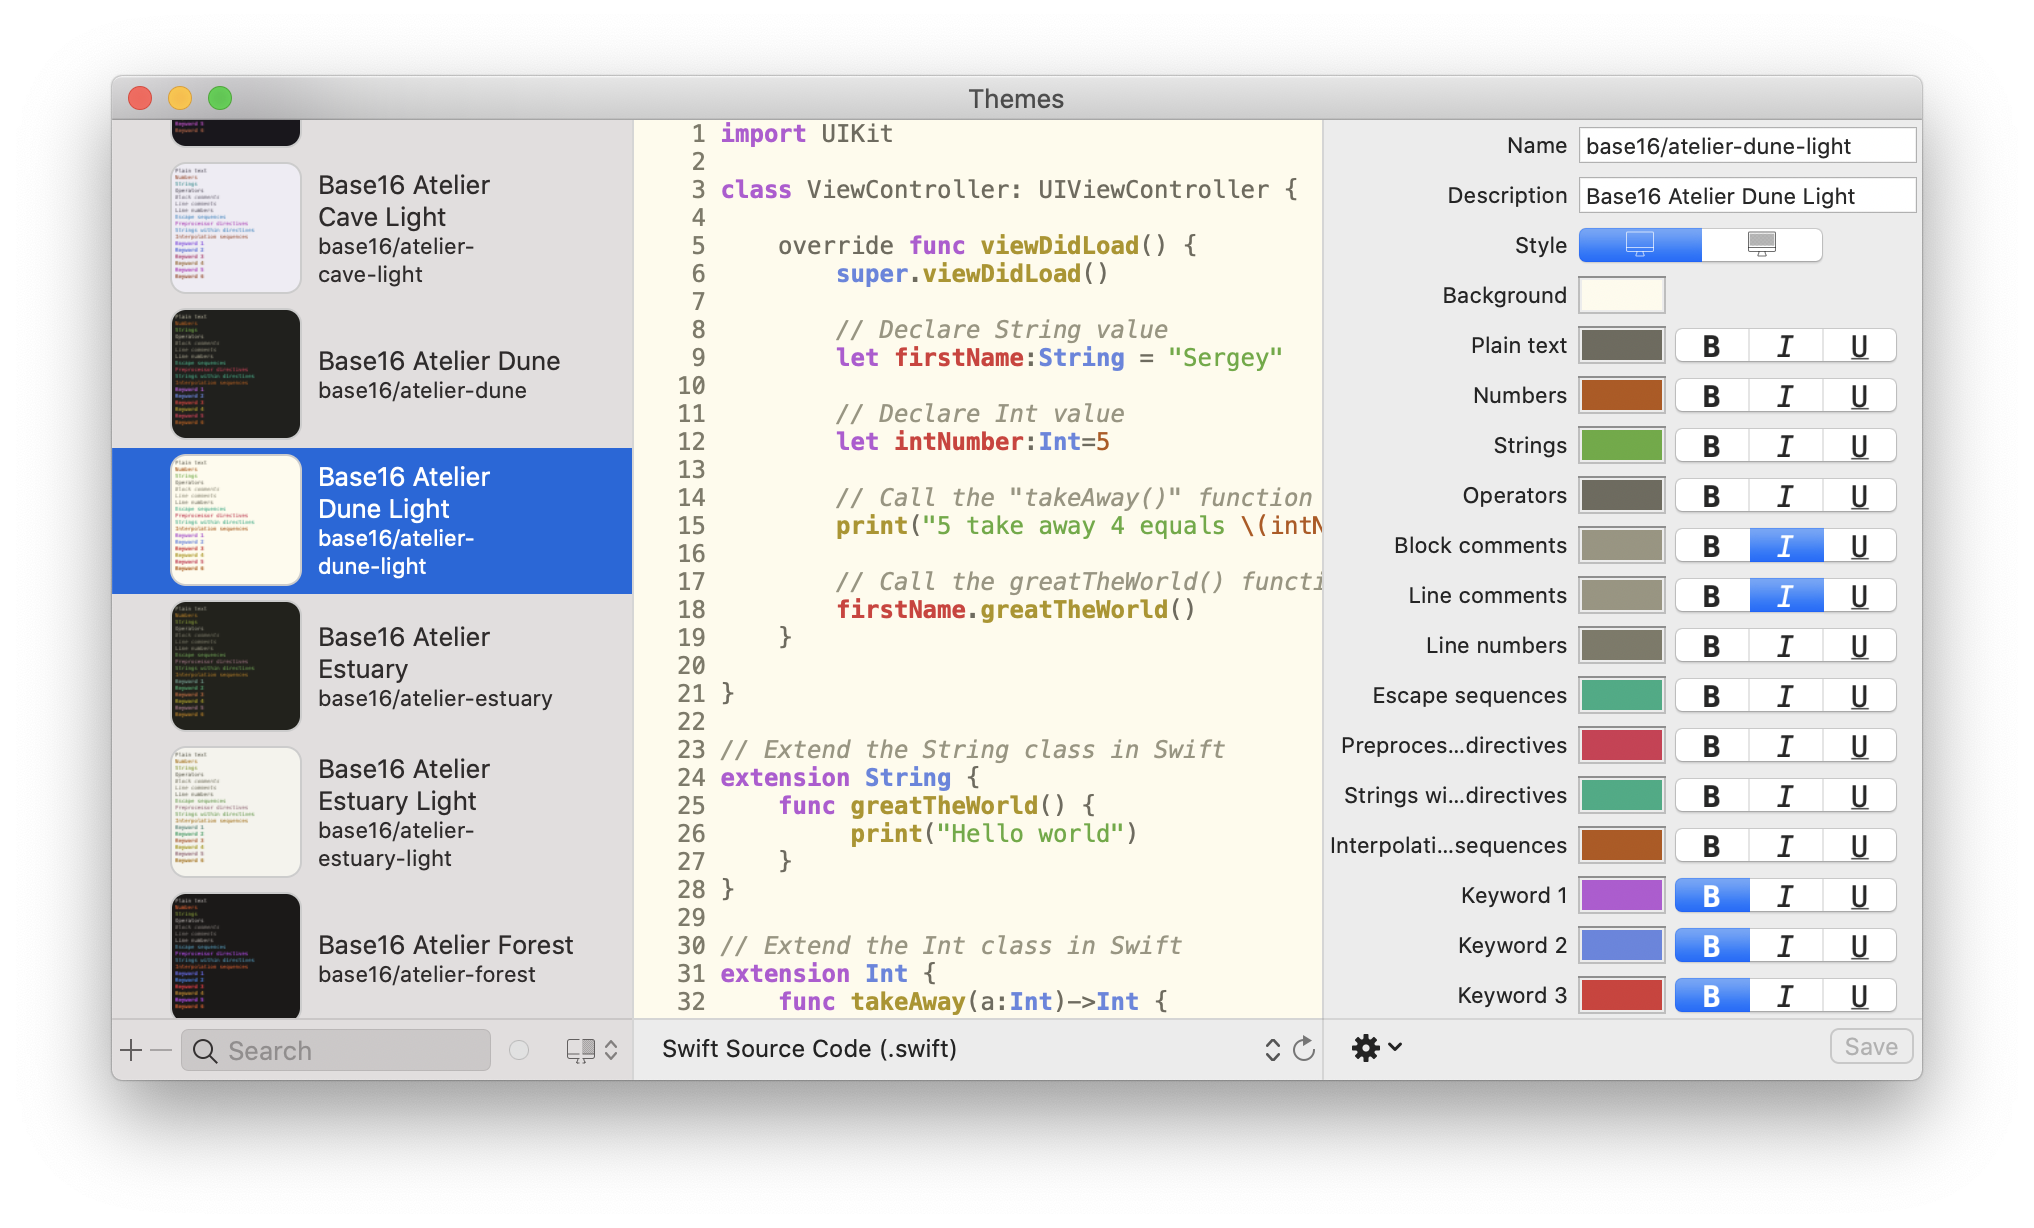 Themes
Base16 Atelier
Cave Light
base16/atelier-
cave-light
Base16 Atelier Dune
base16/atelier-dune
Base16 Atelier
Dune Light
base16/atelier-
dune-light
Base16 Atelier
Estuary
base16/atelier-estuary
Base16 Atelier
Estuary Light
base16/atelier-
estuary-light
Base16 Atelier Forest
base16/atelier-forest
Search
1 import UIKit
2
3 class ViewController: UIViewController {
4
5 override func viewDidLoad() {
6 super.viewDidLoad()
7
8 // Declare String value
9 let firstName:String = "Sergey"
10
11 // Declare Int value
12 let intNumber:Int=5
13
14 // Call the "takeAway()" function
15 print("5 take away 4 equals \(intN
16
17 // Call the greatTheWorld() functi
18 firstName.greatTheWorld()
19 }
20
21 }
22
23 // Extend the String class in Swift
24 extension String {
25 func greatTheWorld() {
26 print("Hello world")
27 }
28 }
29
30 // Extend the Int class in Swift
31 extension Int {
32 func takeAway(a:Int)->Int {
Swift Source Code (.swift)
Name base16/atelier-dune-light
Description Base16 Atelier Dune Light
Style
Background
Plain text B I U
Numbers B I U
Strings B I U
Operators B I U
Block comments B I U
Line comments B I U
Line numbers B I U
Escape sequences B I U
Preproces...directives B I U
Strings wi...directives B I U
Interpolati...sequences B I U
Keyword 1 B I U
Keyword 2 B I U
Keyword 3 B I U
Save